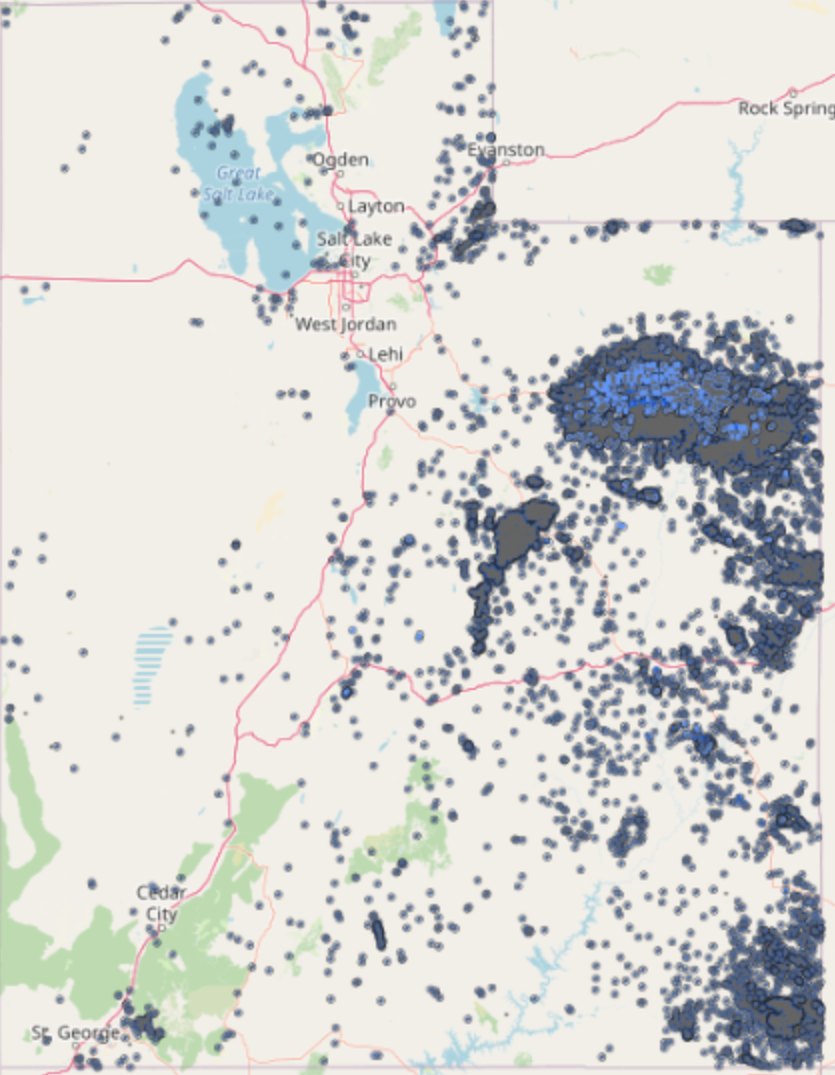 Rock Spring
Evanston
Ogden
Great
Salt Lake
Layton
Salt Lake
City
West Jordan
Lehi
Provo
Cedar
City
St. George